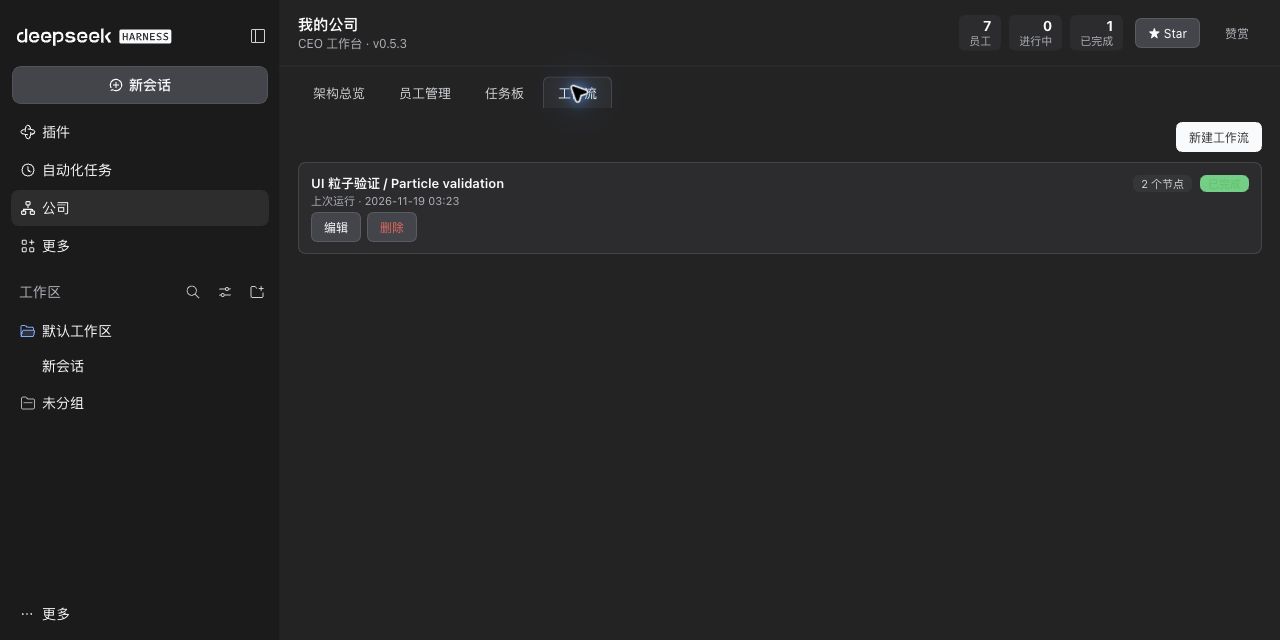 deepseek HARNESS
新会话
插件
自动化任务
公司
更多
工作区
默认工作区
新会话
未分组
更多
我的公司
CEO 工作台 · v0.5.3
7
员工
0
进行中
1
已完成
★ Star
赞赏
架构总览
员工管理
任务板
工 流
新建工作流
UI 粒子验证 / Particle validation
上次运行 · 2026-11-19 03:23
2 个节点
已完成
编辑
删除